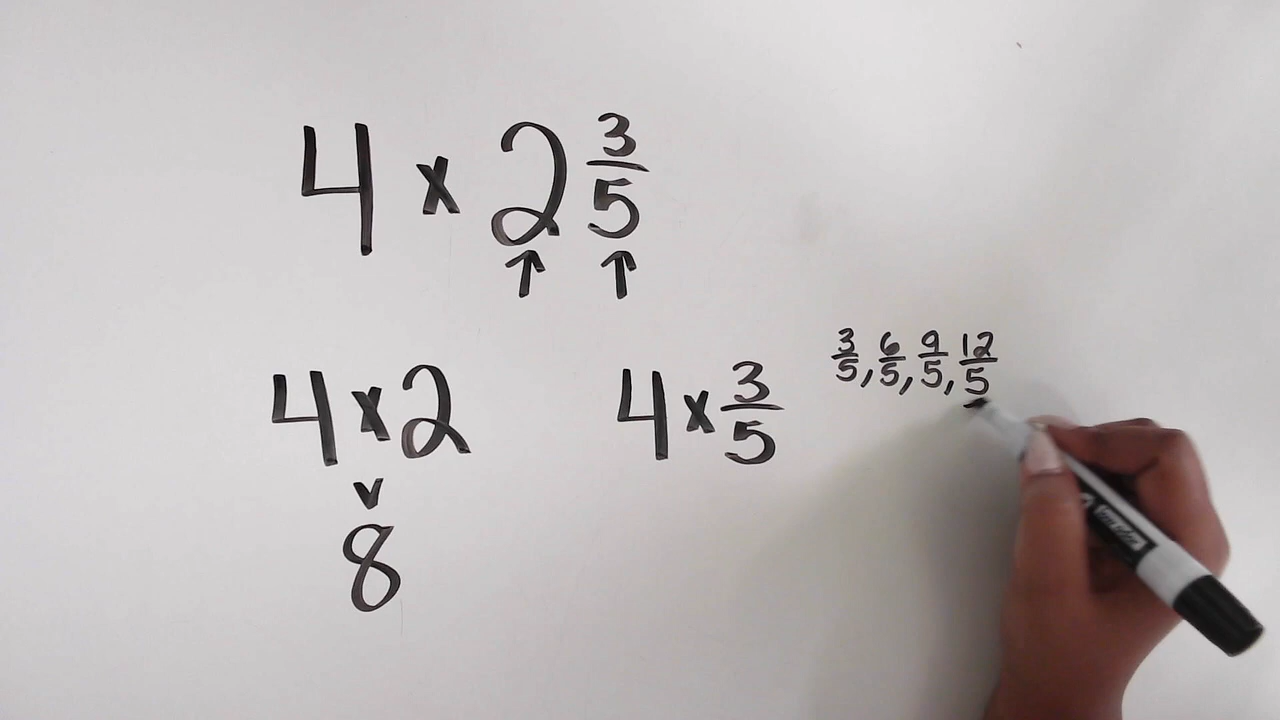 4 x 2 3/5
↑ ↑
4 x 2
4 x 3/5
3/5, 6/5, 9/5, 12/5
8